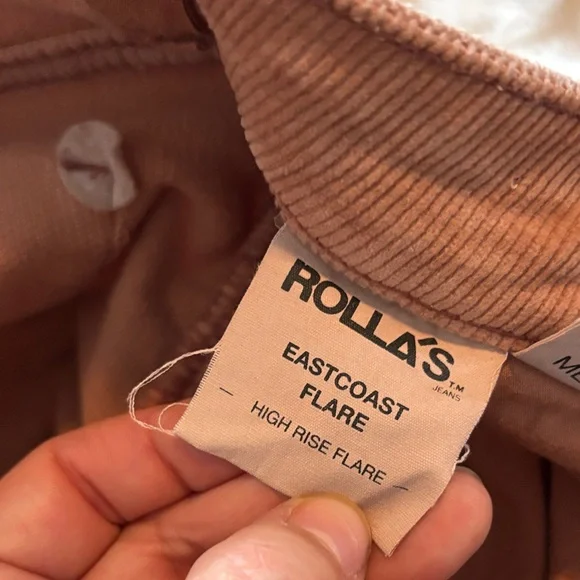 ROLLA'S
TM
JEANS
EASTCOAST
FLARE
- HIGH RISE FLARE -